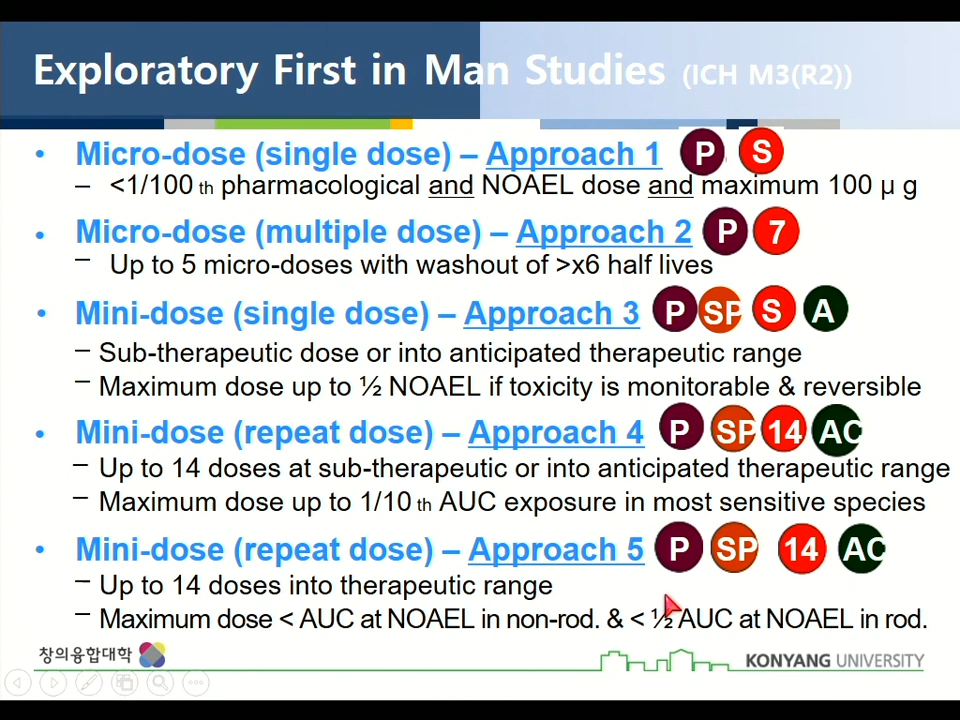 Exploratory First in Man Studies (ICH M3(R2))
• Micro-dose (single dose) – Approach 1 P S
– <1/100 th pharmacological and NOAEL dose and maximum 100 μ g
• Micro-dose (multiple dose) – Approach 2 P 7
– Up to 5 micro-doses with washout of >x6 half lives
• Mini-dose (single dose) – Approach 3 P SP S A
– Sub-therapeutic dose or into anticipated therapeutic range
– Maximum dose up to ½ NOAEL if toxicity is monitorable & reversible
• Mini-dose (repeat dose) – Approach 4 P SP 14 AC
– Up to 14 doses at sub-therapeutic or into anticipated therapeutic range
– Maximum dose up to 1/10 th AUC exposure in most sensitive species
• Mini-dose (repeat dose) – Approach 5 P SP 14 AC
– Up to 14 doses into therapeutic range
– Maximum dose < AUC at NOAEL in non-rod. & < ½ AUC at NOAEL in rod.
창의융합대학
KONYANG UNIVERSITY